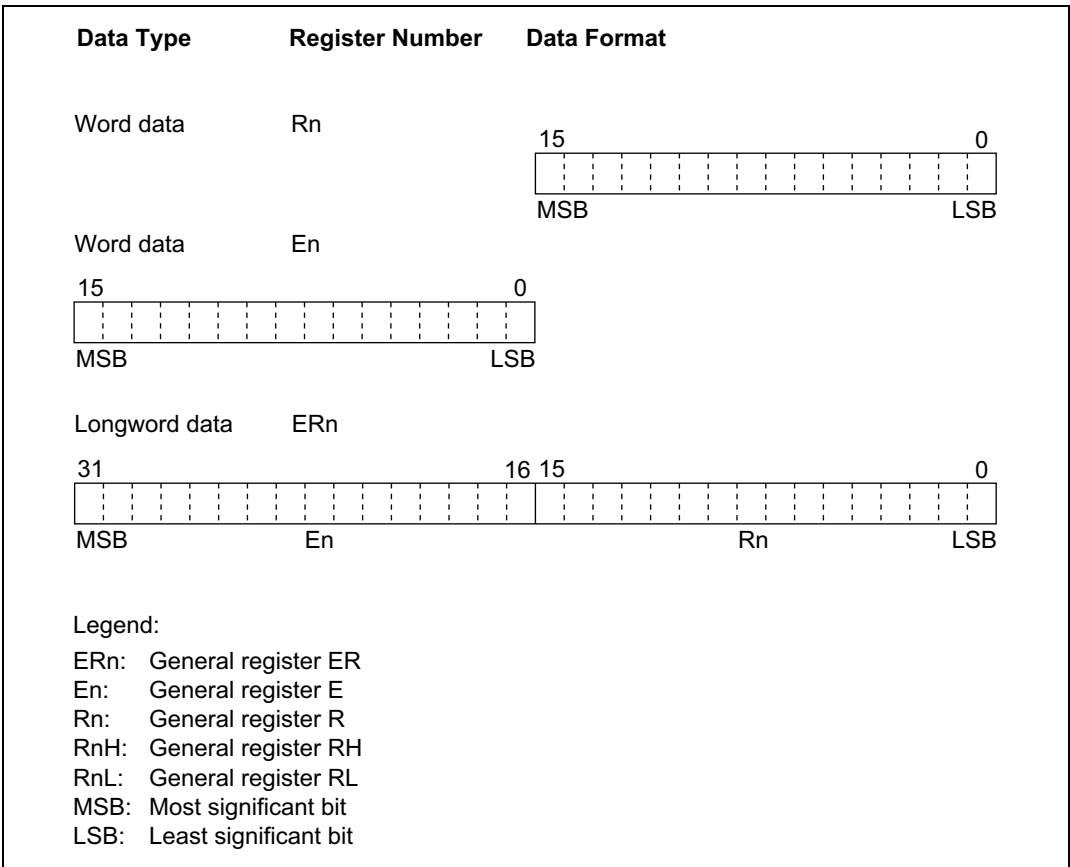 Data Type Register Number Data Format
Word data Rn
15 0
MSB LSB
Word data En
15 0
MSB LSB
Longword data ERn
31 16 15 0
MSB En Rn LSB
Legend:
ERn: General register ER
En: General register E
Rn: General register R
RnH: General register RH
RnL: General register RL
MSB: Most significant bit
LSB: Least significant bit